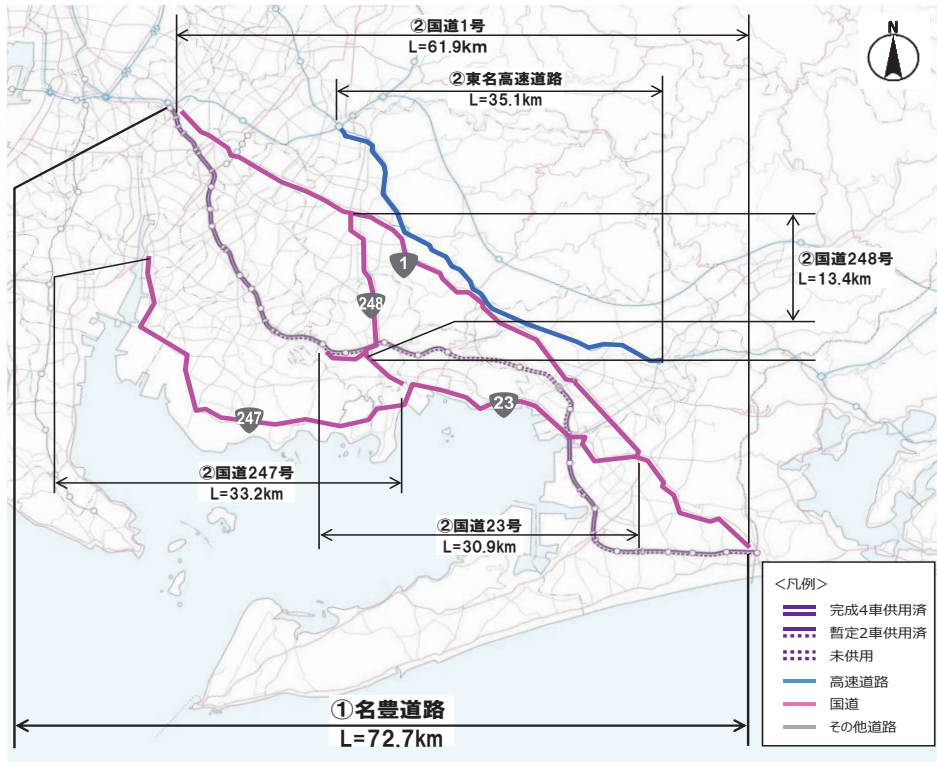 ②国道1号
L=61.9km
N
②東名高速道路
L=35.1km
②国道248号
L=13.4km
1
248
23
247
②国道247号
L=33.2km
②国道23号
L=30.9km
<凡例>
完成4車供用済
暫定2車供用済
未供用
高速道路
国道
その他道路
①名豊道路
L=72.7km